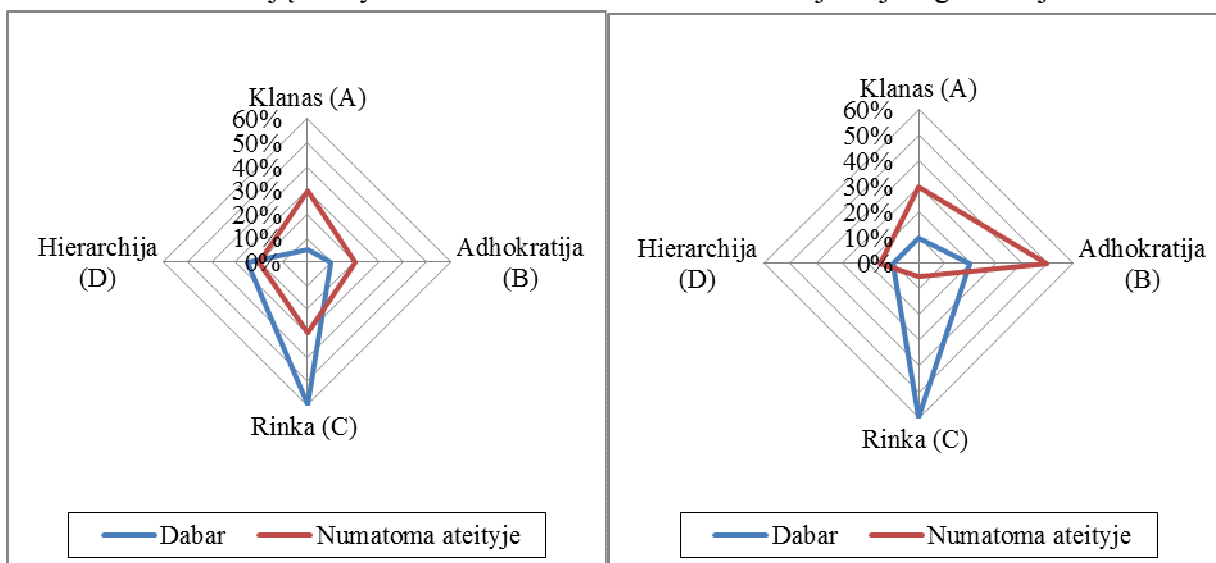 Klanas (A)
60%
50%
40%
30%
20%
10%
0%
Hierarchija
(D)
Adhokratija
(B)
Rinka (C)
Dabar
Numatoma ateityje
Klanas (A)
60%
50%
40%
30%
20%
10%
0%
Hierarchija
(D)
Adhokratija
(B)
Rinka (C)
Dabar
Numatoma ateityje